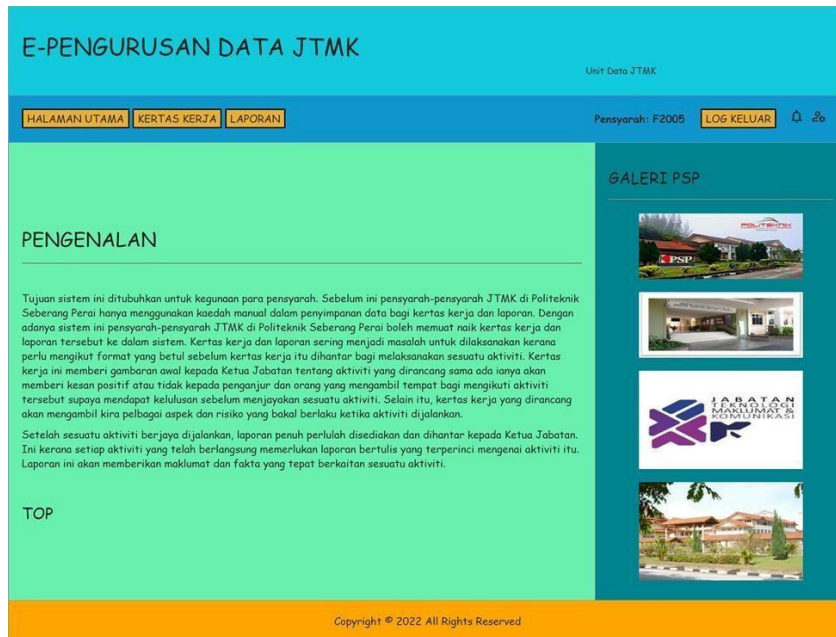 E-PENGURUSAN DATA JTMK
Unit Data JTMK
HALAMAN UTAMA KERTAS KERJA LAPORAN
Pensyarah: F2005 LOG KELUAR
PENGENALAN
Tujuan sistem ini ditubuhkan untuk kegunaan para pensyarah. Sebelum ini pensyarah-pensyarah JTMK di Politeknik
Seberang Perai hanya menggunakan kaedah manual dalam penyimpanan data bagi kertas kerja dan laporan. Dengan
adanya sistem ini pensyarah-pensyarah JTMK di Politeknik Seberang Perai boleh memuat naik kertas kerja dan
laporan tersebut ke dalam sistem. Kertas kerja dan laporan sering menjadi masalah untuk dilaksanakan kerana
perlu mengikut format yang betul sebelum kertas kerja itu dihantar bagi melaksanakan sesuatu aktiviti. Kertas
kerja ini memberi gambaran awal kepada Ketua Jabatan tentang aktiviti yang dirancang sama ada ianya akan
memberi kesan positif atau tidak kepada penganjur dan orang yang mengambil tempat bagi mengikuti aktiviti
tersebut supaya mendapat kelulusan sebelum menjayakan sesuatu aktiviti. Selain itu, kertas kerja yang dirancang
akan mengambil kira pelbagai aspek dan risiko yang bakal berlaku ketika aktiviti dijalankan.
Setelah sesuatu aktiviti berjaya dijalankan, laporan penuh perlulah disediakan dan dihantar kepada Ketua Jabatan.
Ini kerana setiap aktiviti yang telah berlangsung memerlukan laporan bertulis yang terperinci mengenai aktiviti itu.
Laporan ini akan memberikan maklumat dan fakta yang tepat berkaitan sesuatu aktiviti.
TOP
GALERI PSP
POLITEKNIK
PSP
JABATAN
TEKNOLOGI
MAKLUMAT &
KOMUNIKASI
Copyright © 2022 All Rights Reserved